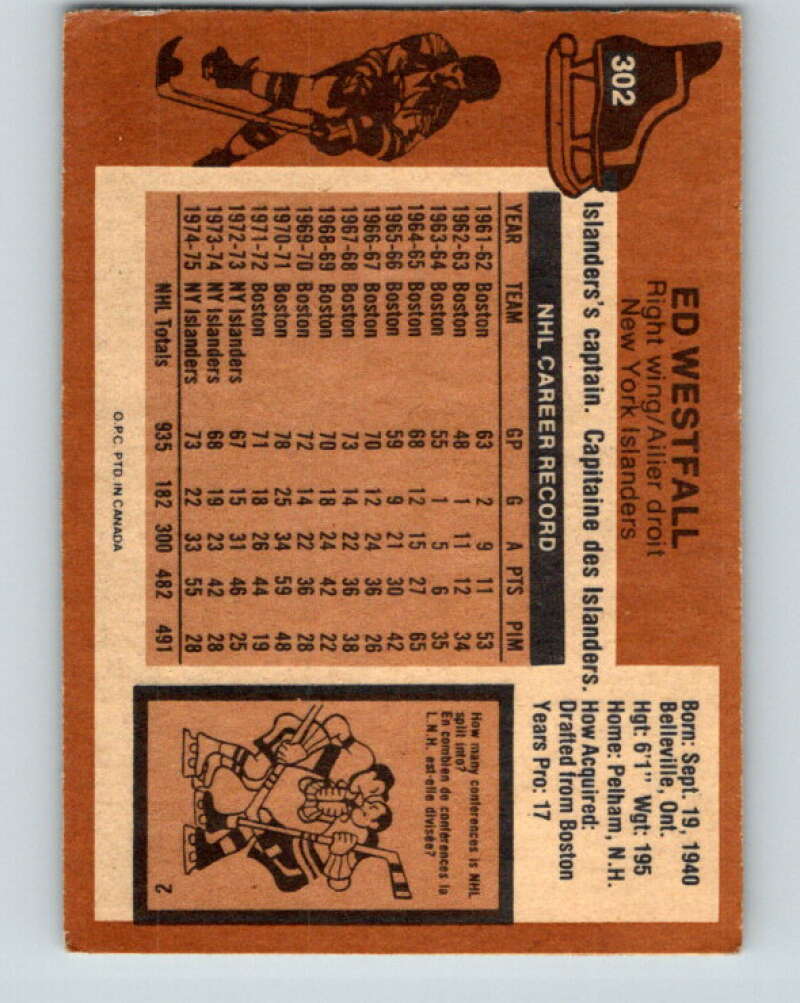 302
ED WESTFALL
Right wing/Ailier droit
New York Islanders
Born: Sept. 19, 1940
Belleville, Ont.
Hgt: 6'1" Wgt: 195
Home: Pelham, N.H.
How Acquired:
Drafted from Boston
Years Pro: 17
Islanders's captain. Capitaine des Islanders.
NHL CAREER RECORD
YEAR TEAM GP G A PTS PIM
1961-62 Boston 63 2 9 11 53
1962-63 Boston 48 1 11 12 34
1963-64 Boston 55 1 5 6 35
1964-65 Boston 68 12 15 27 65
1965-66 Boston 59 9 21 30 42
1966-67 Boston 70 12 24 36 26
1967-68 Boston 73 14 22 36 38
1968-69 Boston 70 18 24 42 22
1969-70 Boston 72 14 22 36 28
1970-71 Boston 78 25 34 59 48
1971-72 Boston 71 18 26 44 19
1972-73 NY Islanders 67 15 31 46 25
1973-74 NY Islanders 68 19 23 42 28
1974-75 NY Islanders 73 22 33 55 28
NHL Totals 935 182 300 482 491
How many conferences is NHL
split into?
En combien de conférences la
L.N.H. est-elle divisée?
2
O.P.C. PTD. IN CANADA